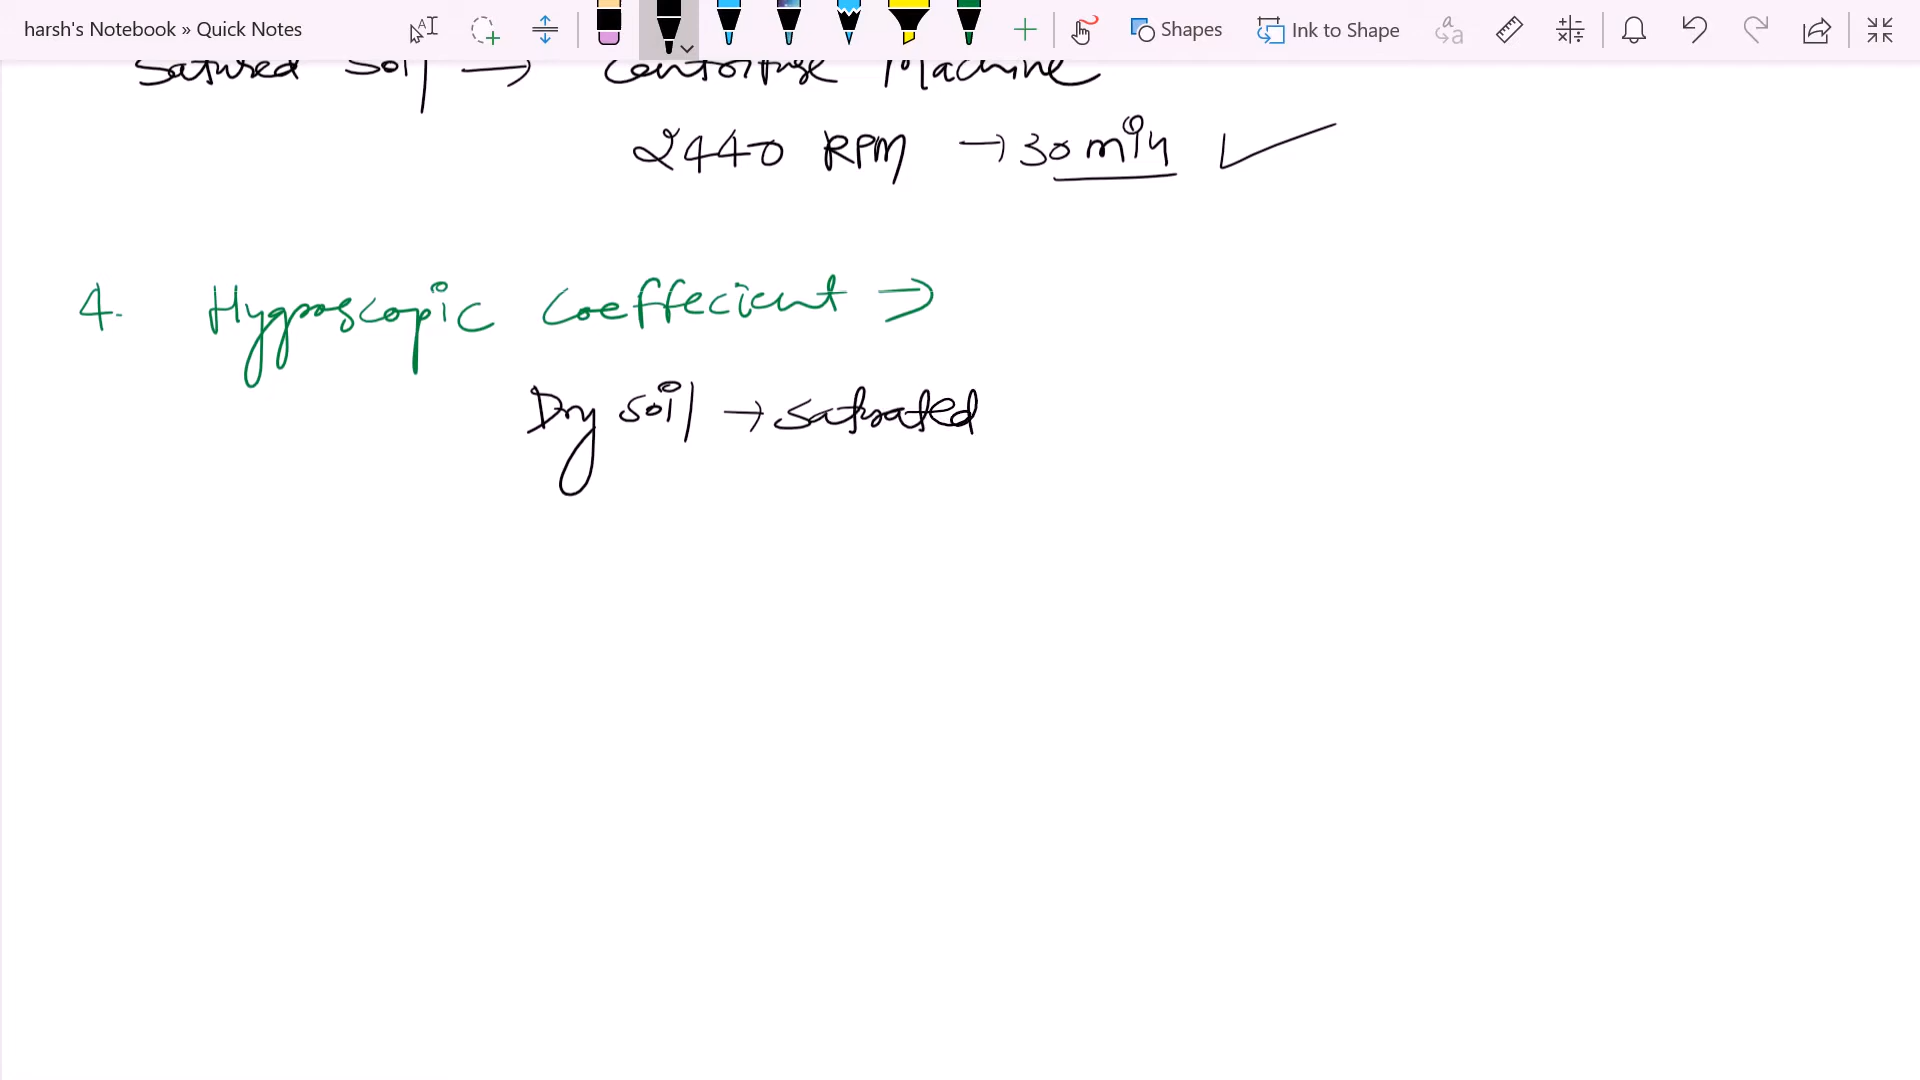 harsh's Notebook » Quick Notes Shapes Ink to Shape
Satured Soil → Centrifuge Machine
2440 RPM → 30 min ✓
4. Hygroscopic Coeffecient →
Dry soil → saturated